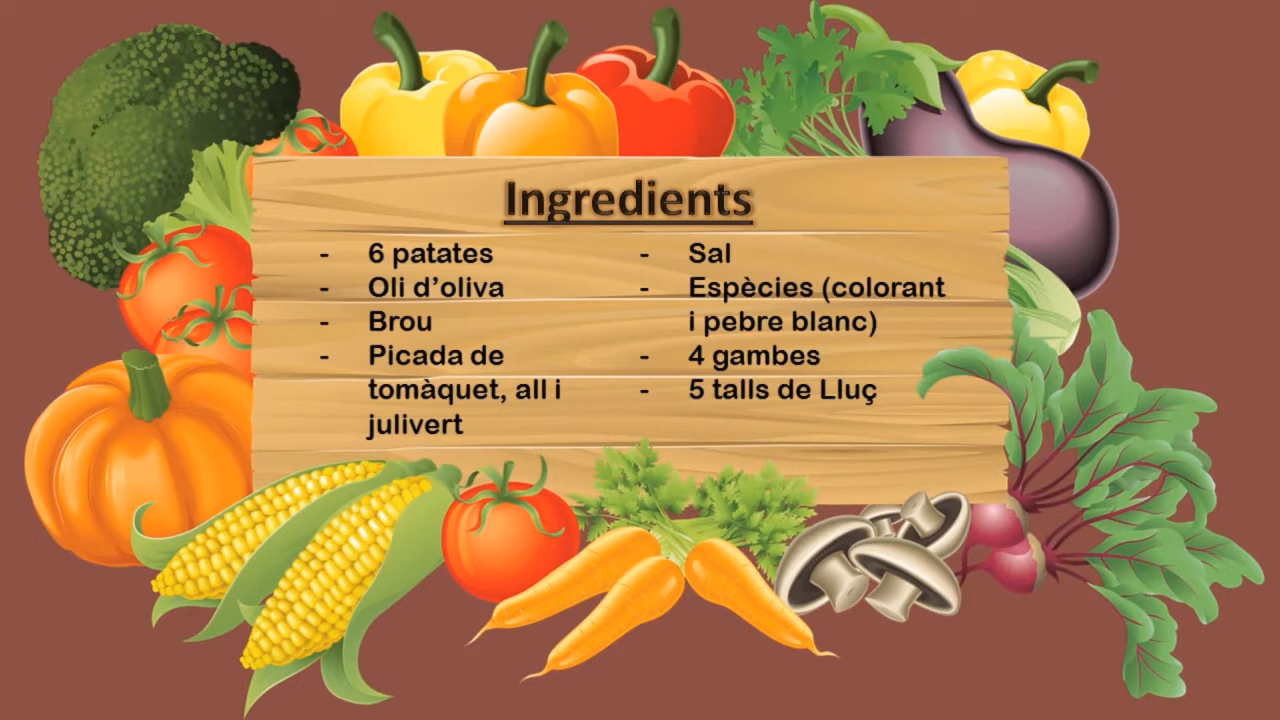 Ingredients
- 6 patates
- Oli d’oliva
- Brou
- Picada de
tomàquet, all i
julivert
- Sal
- Espècies (colorant
i pebre blanc)
- 4 gambes
- 5 talls de Lluç